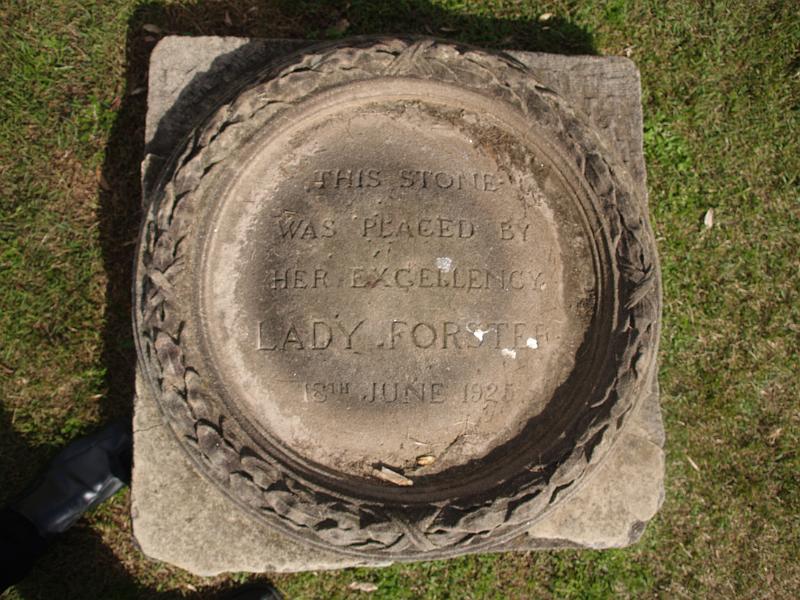 THIS STONE
WAS PLACED BY
HER EXCELLENCY
LADY FORSTER
18TH JUNE 1925